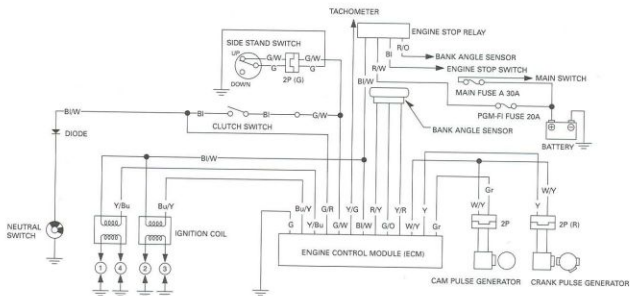 TACHOMETER
ENGINE STOP RELAY
SIDE STAND SWITCH
UP
DOWN
G/W
G
G/W
G
2P (G)
R/O
BANK ANGLE SENSOR
Bl
ENGINE STOP SWITCH
R/W
Bl/W
MAIN SWITCH
MAIN FUSE A 30A
PGM-FI FUSE 20A
BATTERY
BANK ANGLE SENSOR
Bl/W
Bl
Bl
G/W
CLUTCH SWITCH
DIODE
Bl/W
NEUTRAL SWITCH
Y/Bu
Bu/Y
IGNITION COIL
1
4
2
3
G
Bu/Y
Y/Bu
G/R
G/W
Y/G
Bl/W
R/Y
G/O
Y/R
W/Y
Y
Gr
ENGINE CONTROL MODULE (ECM)
Gr
W/Y
2P
CAM PULSE GENERATOR
W/Y
Y
2P (R)
CRANK PULSE GENERATOR